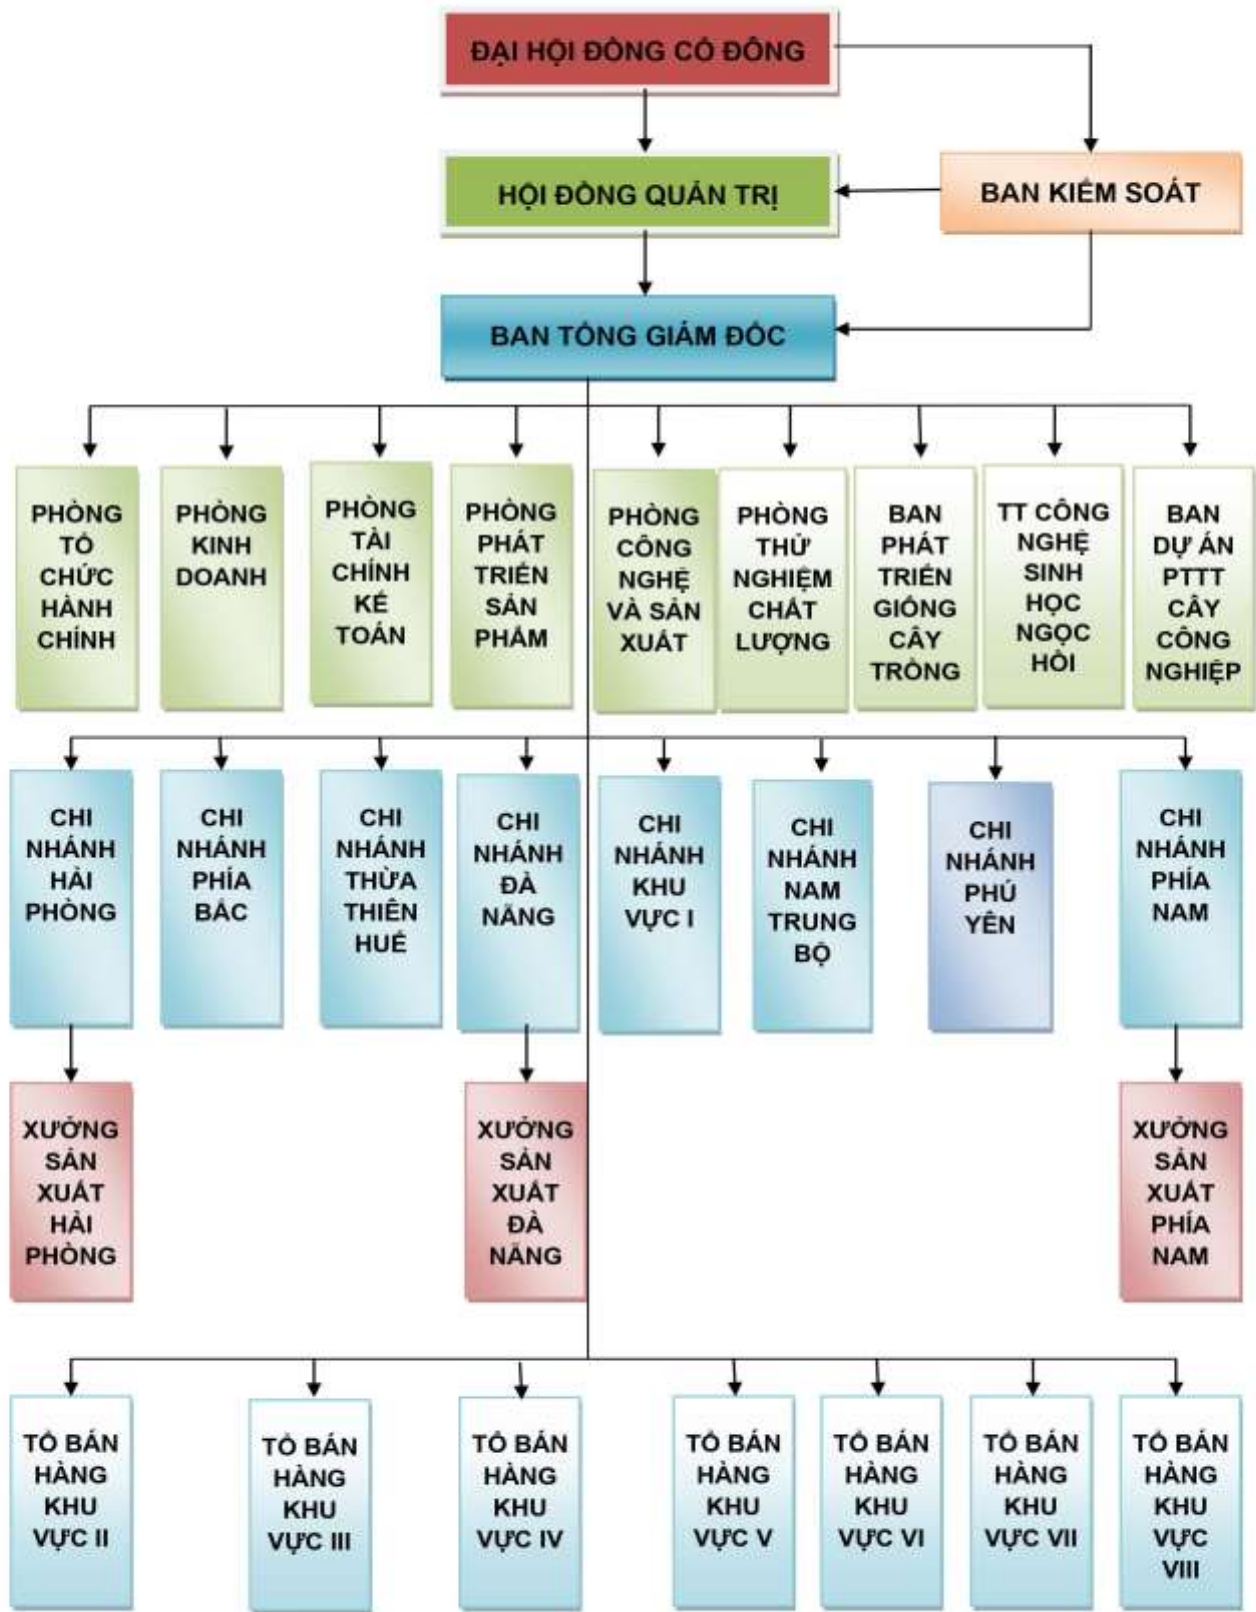 ĐẠI HỘI ĐỒNG CỔ ĐÔNG
HỘI ĐỒNG QUẢN TRỊ
BAN KIỂM SOÁT
BAN TỔNG GIÁM ĐỐC
PHÒNG
TỔ
CHỨC
HÀNH
CHÍNH
PHÒNG
KINH
DOANH
PHÒNG
TÀI
CHÍNH
KẾ
TOÁN
PHÒNG
PHÁT
TRIỂN
SẢN
PHẨM
PHÒNG
CÔNG
NGHỆ
VÀ SẢN
XUẤT
PHÒNG
THỬ
NGHIỆM
CHẤT
LƯỢNG
BAN
PHÁT
TRIỂN
GIỐNG
CÂY
TRỒNG
TT CÔNG
NGHỆ
SINH
HỌC
NGỌC
HỒI
BAN
DỰ ÁN
PTTT
CÂY
CÔNG
NGHIỆP
CHI
NHÁNH
HẢI
PHÒNG
CHI
NHÁNH
PHÍA
BẮC
CHI
NHÁNH
THỪA
THIÊN
HUẾ
CHI
NHÁNH
ĐÀ
NẴNG
CHI
NHÁNH
KHU
VỰC I
CHI
NHÁNH
NAM
TRUNG
BỘ
CHI
NHÁNH
PHÚ
YÊN
CHI
NHÁNH
PHÍA
NAM
XƯỞNG
SẢN
XUẤT
HẢI
PHÒNG
XƯỞNG
SẢN
XUẤT
ĐÀ
NẴNG
XƯỞNG
SẢN
XUẤT
PHÍA
NAM
TỔ BÁN
HÀNG
KHU
VỰC II
TỔ BÁN
HÀNG
KHU
VỰC III
TỔ BÁN
HÀNG
KHU
VỰC IV
TỔ BÁN
HÀNG
KHU
VỰC V
TỔ BÁN
HÀNG
KHU
VỰC VI
TỔ BÁN
HÀNG
KHU
VỰC VII
TỔ BÁN
HÀNG
KHU
VỰC
VIII